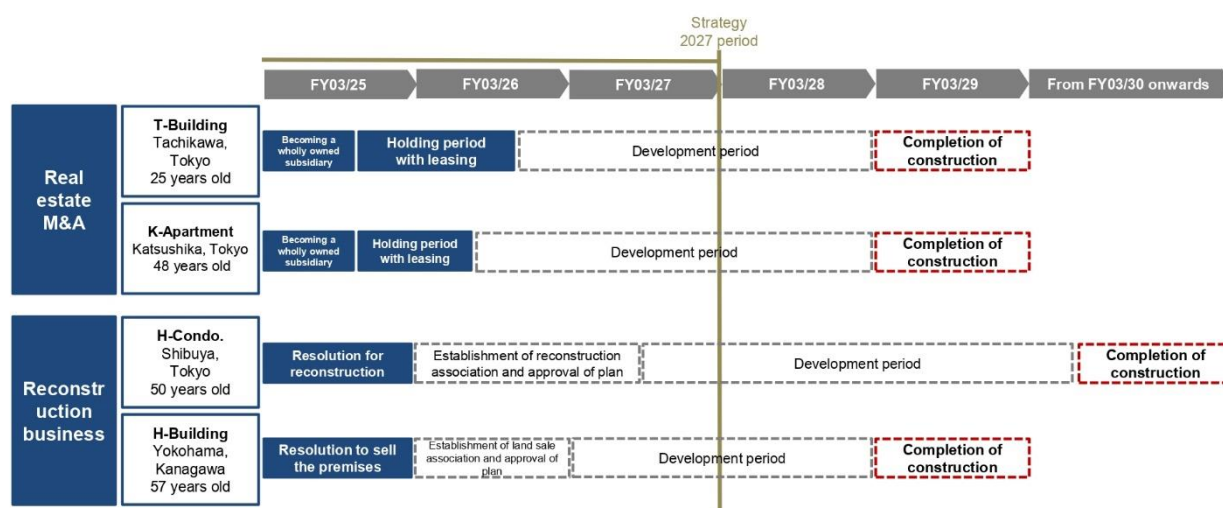 Strategy
2027 period
FY03/25
FY03/26
FY03/27
FY03/28
FY03/29
From FY03/30 onwards
Real
estate
M&A
T-Building
Tachikawa,
Tokyo
25 years old
Becoming a
wholly owned
subsidiary
Holding period
with leasing
Development period
Completion of
construction
K-Apartment
Katsushika, Tokyo
48 years old
Becoming a
wholly owned
subsidiary
Holding period
with leasing
Development period
Completion of
construction
Reconstr
uction
business
H-Condo.
Shibuya,
Tokyo
50 years old
Resolution for
reconstruction
Establishment of reconstruction
association and approval of plan
Development period
Completion of
construction
H-Building
Yokohama,
Kanagawa
57 years old
Resolution to sell
the premises
Establishment of land sale
association and approval of
plan
Development period
Completion of
construction